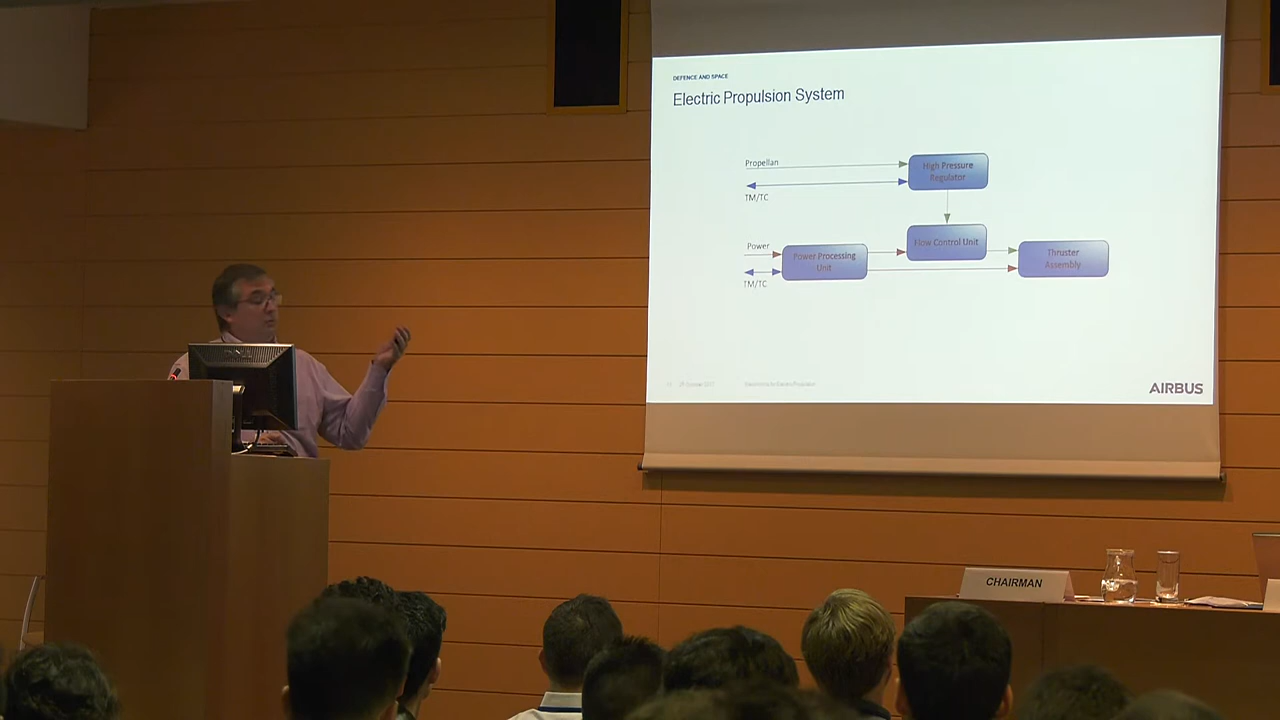 DEFENCE AND SPACE
Electric Propulsion System
Propellan
TM/TC
High Pressure
Regulator
Power
TM/TC
Power Processing
Unit
Flow Control Unit
Thruster
Assembly
AIRBUS
CHAIRMAN